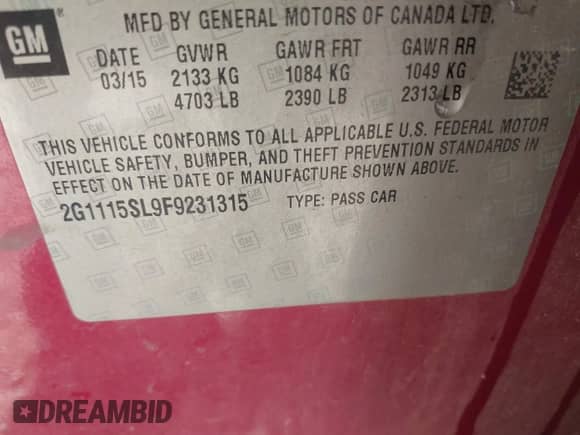 GM
MFD BY GENERAL MOTORS OF CANADA LTD.
DATE GVWR GAWR FRT GAWR RR
03/15 2133 KG 1084 KG 1049 KG
4703 LB 2390 LB 2313 LB
THIS VEHICLE CONFORMS TO ALL APPLICABLE U.S. FEDERAL MOTOR
VEHICLE SAFETY, BUMPER, AND THEFT PREVENTION STANDARDS IN
EFFECT ON THE DATE OF MANUFACTURE SHOWN ABOVE.
2G1115SL9F9231315 TYPE: PASS CAR
DREAMBID